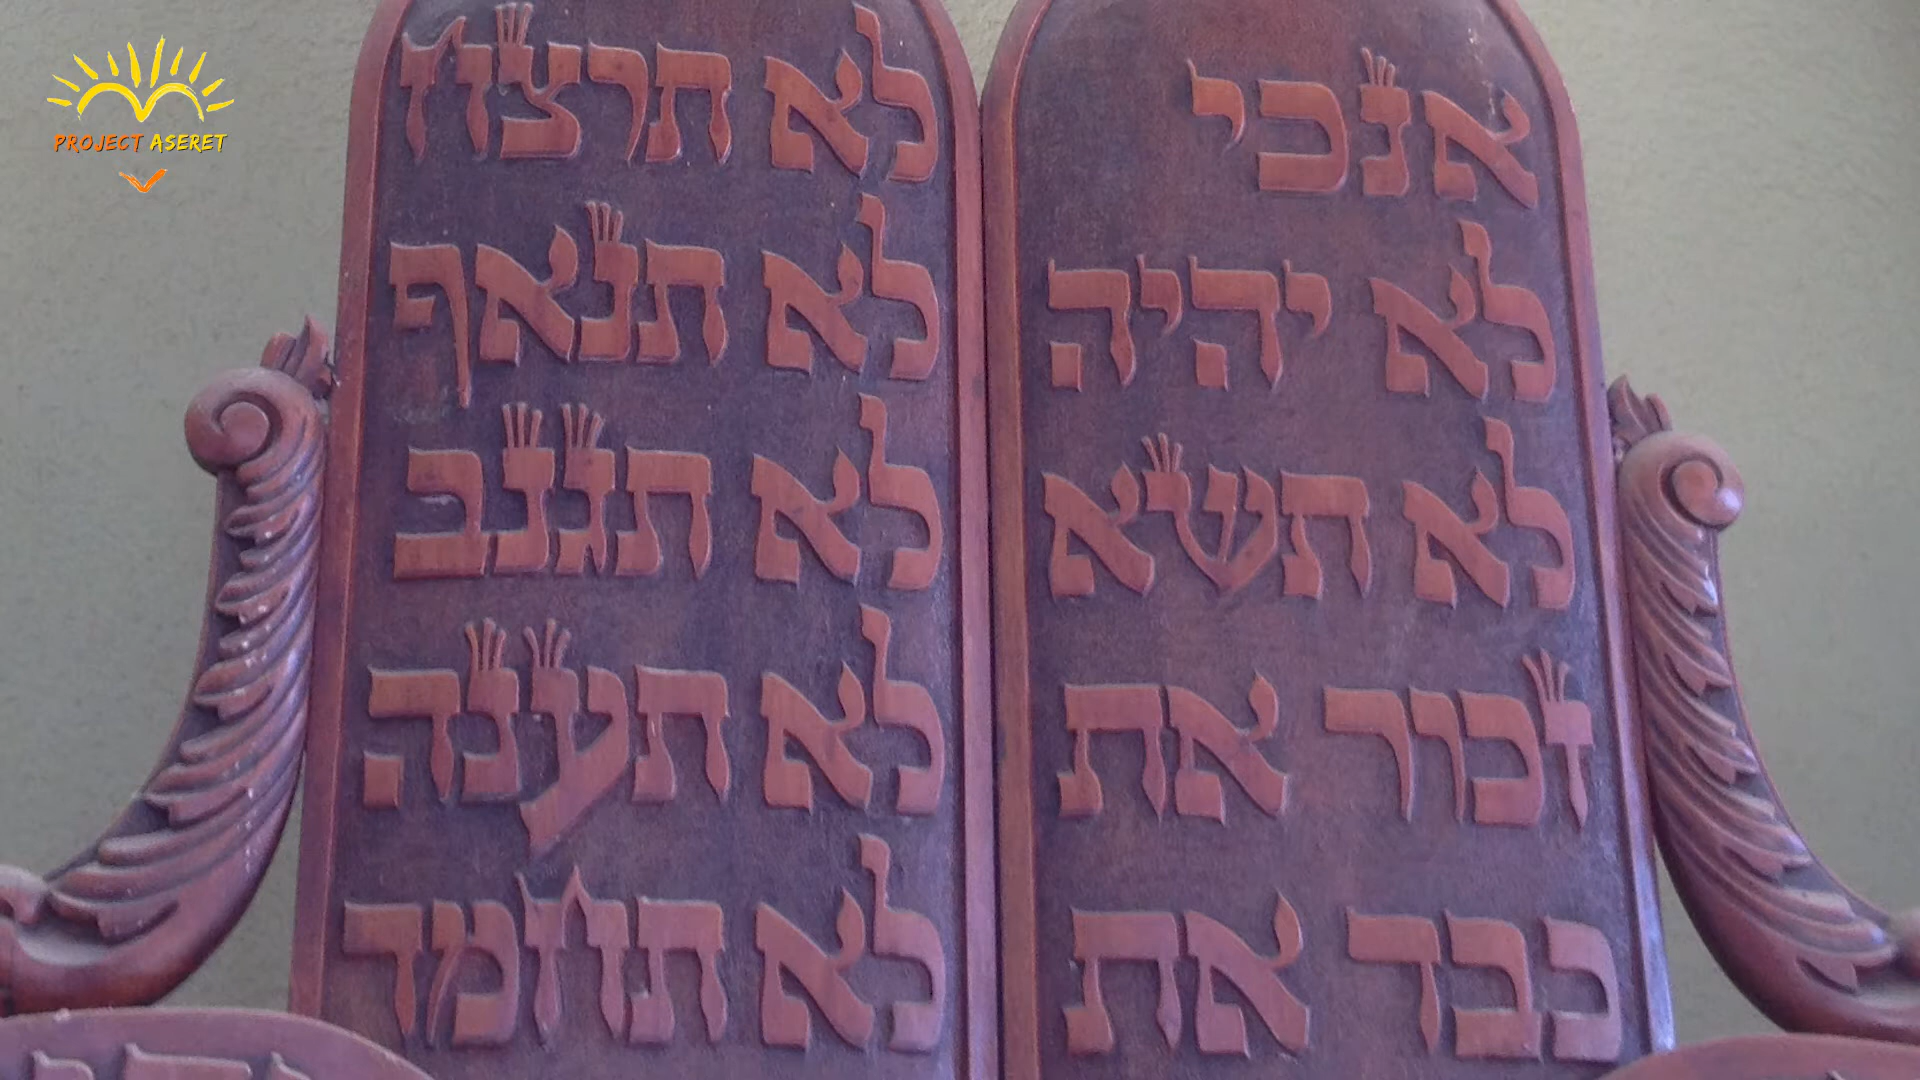 PROJECT ASERET
אנכי
לא יהיה
לא תשא
זכור את
כבד את
לא תרצח
לא תנאף
לא תגנב
לא תענה
לא תחמד